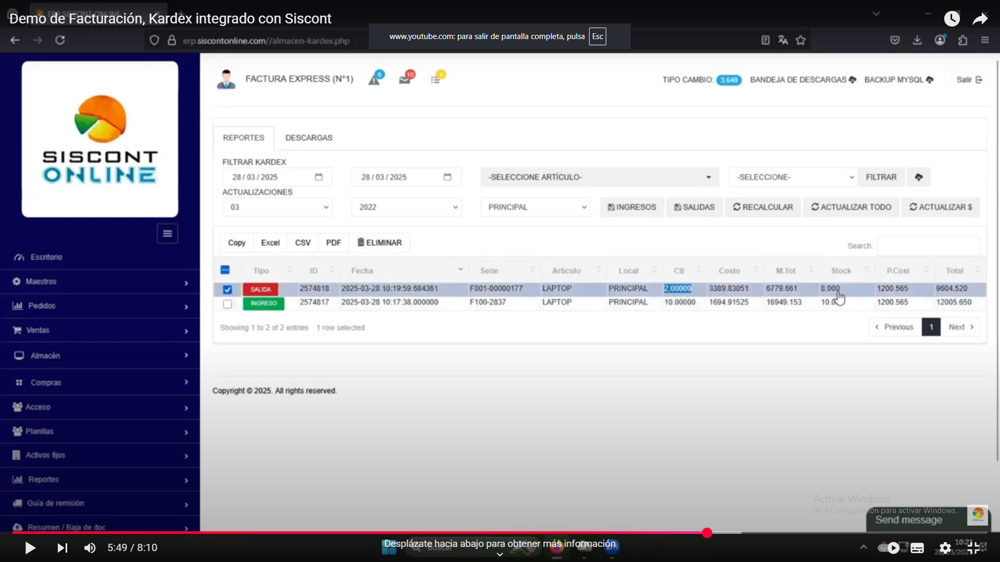 Demo de Facturación, Kardex integrado con Siscont
www.youtube.com: para salir de pantalla completa, pulsa Esc
erp.siscontonline.com//almacen-kardex.php
SISCONT
ONLINE
FACTURA EXPRESS (N°1) 6 10 1
TIPO CAMBIO: 3.649 BANDEJA DE DESCARGAS BACKUP MYSQL Salir
REPORTES DESCARGAS
FILTRAR KARDEX
28 / 03 / 2025 28 / 03 / 2025 -SELECCIONE ARTÍCULO- -SELECCIONE- FILTRAR
ACTUALIZACIONES
03 2022 PRINCIPAL INGRESOS SALIDAS RECALCULAR ACTUALIZAR TODO ACTUALIZAR $
Copy Excel CSV PDF ELIMINAR Search:
Tipo ID Fecha Serie Articulo Local Cti Costo M.Tot Stock P.Cost Total
SALIDA 2574818 2025-03-28 10:19:59.684361 F001-00000177 LAPTOP PRINCIPAL 2.00000 3389.83051 6779.661 8.000 1200.565 9604.520
INGRESO 2574817 2025-03-28 10:17:38.000000 F100-2837 LAPTOP PRINCIPAL 10.00000 1694.91525 16949.153 1200.565 12005.650
Showing 1 to 2 of 2 entries 1 row selected
Previous 1 Next
Copyright © 2025. All rights reserved.
Escritorio
Maestros
Pedidos
Ventas
Almacén
Compras
Acceso
Planillas
Activos fijos
Reportes
Guía de remisión
Resumen / Baja de doc
Activar Windows
Ve a Configuración para activar Windows.
Send message
5:49 / 8:10
Desplázate hacia abajo para obtener más información